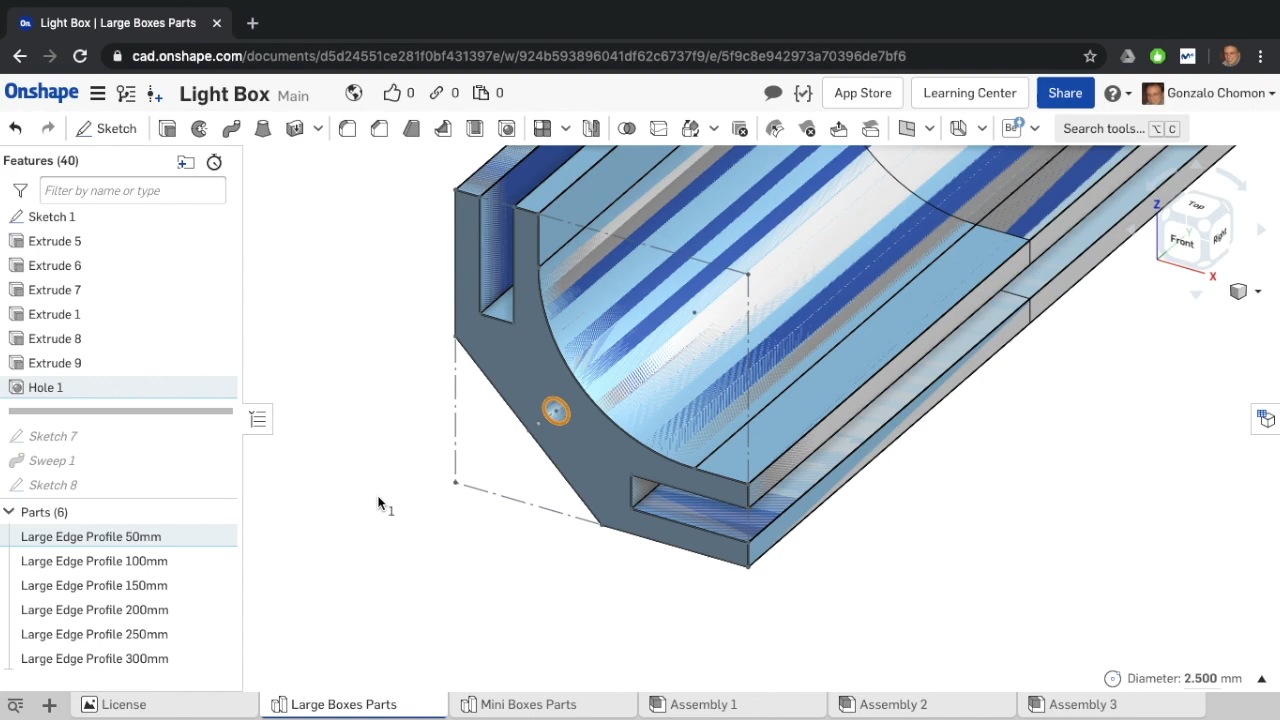 On Light Box | Large Boxes Parts
cad.onshape.com/documents/d5d24551ce281f0bf431397e/w/924b593896041df62c6737f9/e/5f9c8e942973a70396de7bf6
Onshape Light Box Main 0 0 0 App Store Learning Center Share Gonzalo Chomon
Sketch Be Search tools... ⌥ C
Features (40)
Filter by name or type
Sketch 1
Extrude 5
Extrude 6
Extrude 7
Extrude 1
Extrude 8
Extrude 9
Hole 1
Sketch 7
Sweep 1
Sketch 8
Parts (6)
Large Edge Profile 50mm
Large Edge Profile 100mm
Large Edge Profile 150mm
Large Edge Profile 200mm
Large Edge Profile 250mm
Large Edge Profile 300mm
1
Z
Top
Front
Right
X
Diameter: 2.500 mm
License Large Boxes Parts Mini Boxes Parts Assembly 1 Assembly 2 Assembly 3